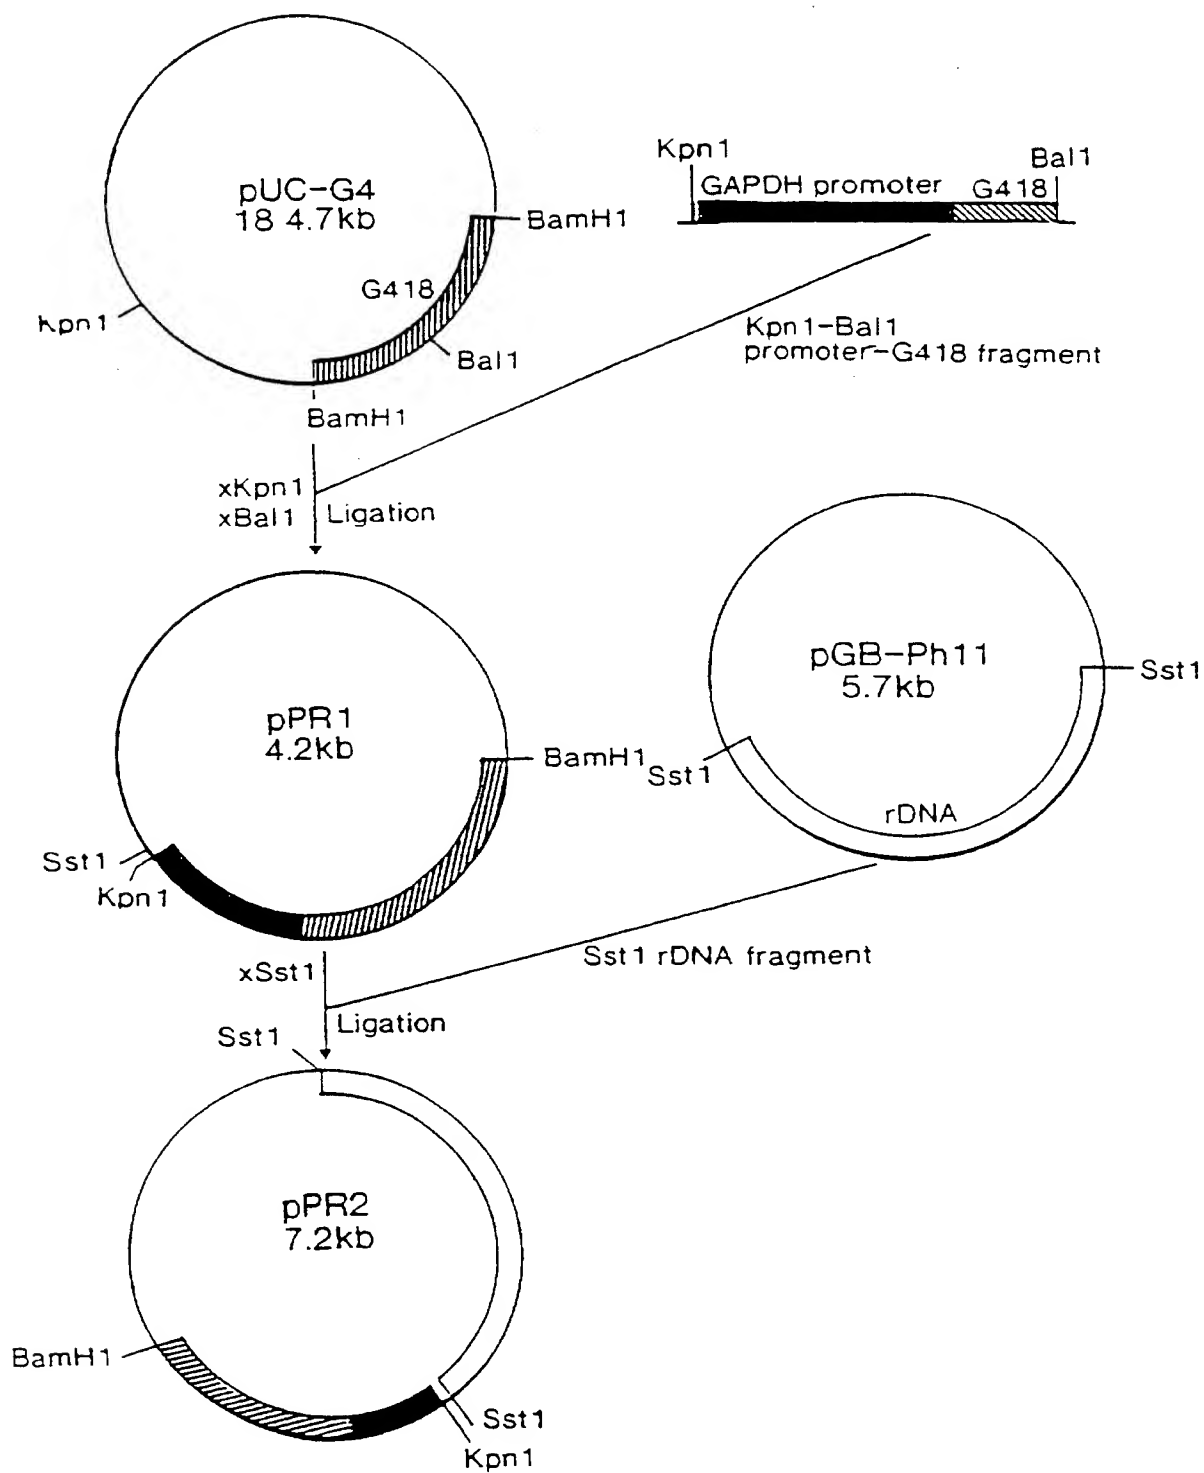 pUC-G4
18 4.7kb
Kpn1
G418
BamH1
Bal1
BamH1
Kpn1
Bal1
GAPDH promoter
G418
Kpn1-Bal1
promoter-G418 fragment
xKpn1
xBal1
Ligation
pPR1
4.2kb
BamH1
Sst1
Kpn1
pGB-Ph11
5.7kb
Sst1
Sst1
rDNA
xSst1
Sst1 rDNA fragment
Ligation
Sst1
pPR2
7.2kb
BamH1
Sst1
Kpn1